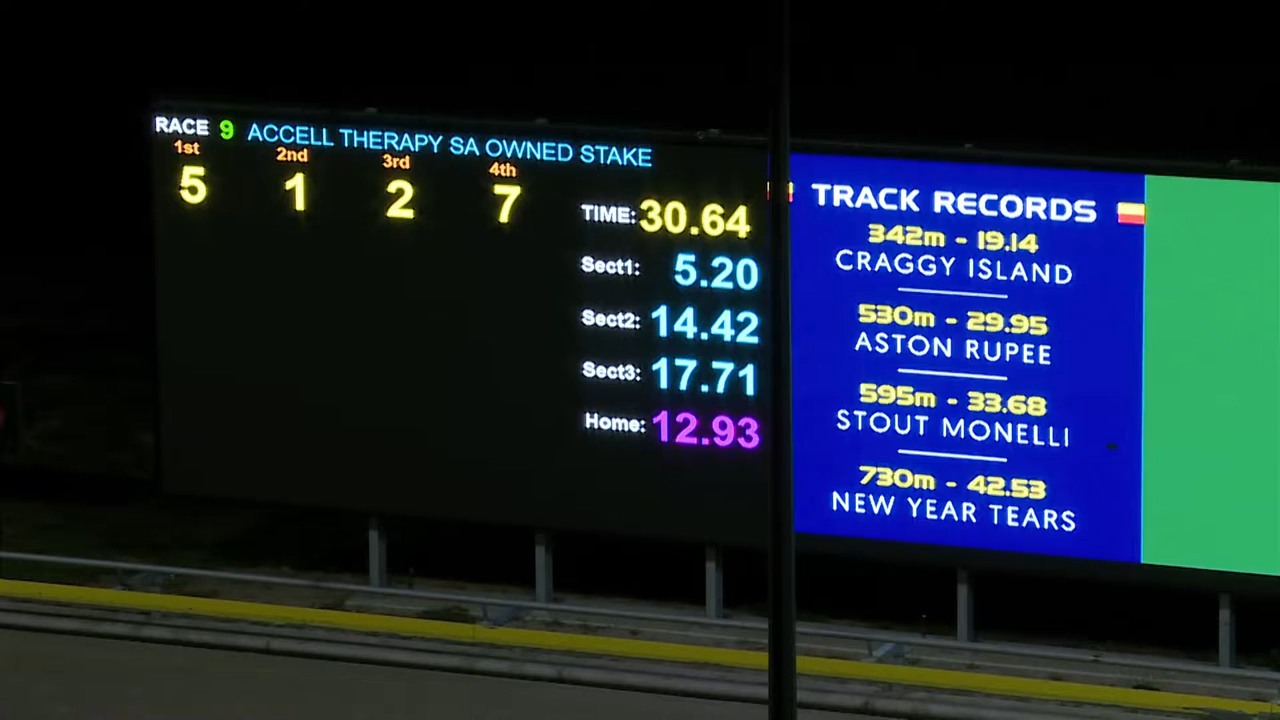 RACE 9 ACCELL THERAPY SA OWNED STAKE
1st 2nd 3rd 4th
5 1 2 7
TIME: 30.64
Sect1: 5.20
Sect2: 14.42
Sect3: 17.71
Home: 12.93
TRACK RECORDS
342m - 19.14
CRAGGY ISLAND
530m - 29.95
ASTON RUPEE
595m - 33.68
STOUT MONELLI
730m - 42.53
NEW YEAR TEARS